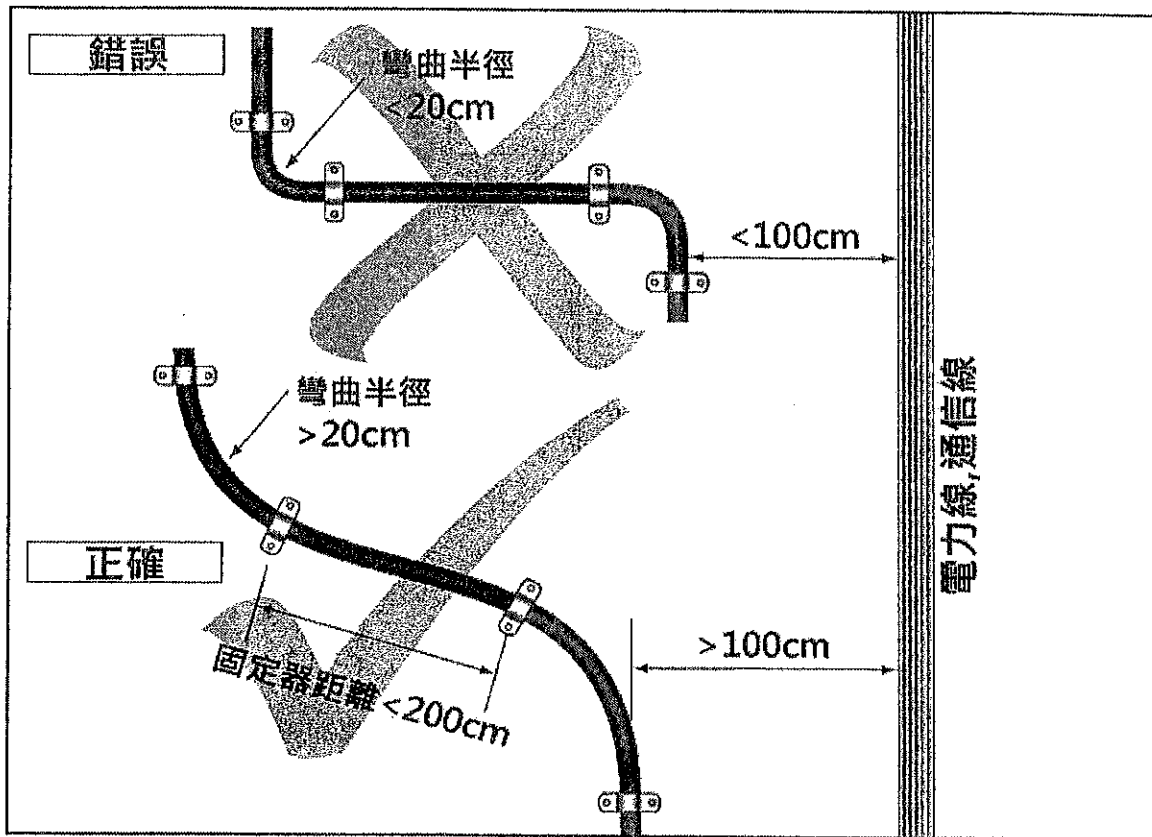 錯誤
彎曲半徑
<20cm
<100cm
彎曲半徑
>20cm
正確
固定器距離<200cm
>100cm
電力線,通信線